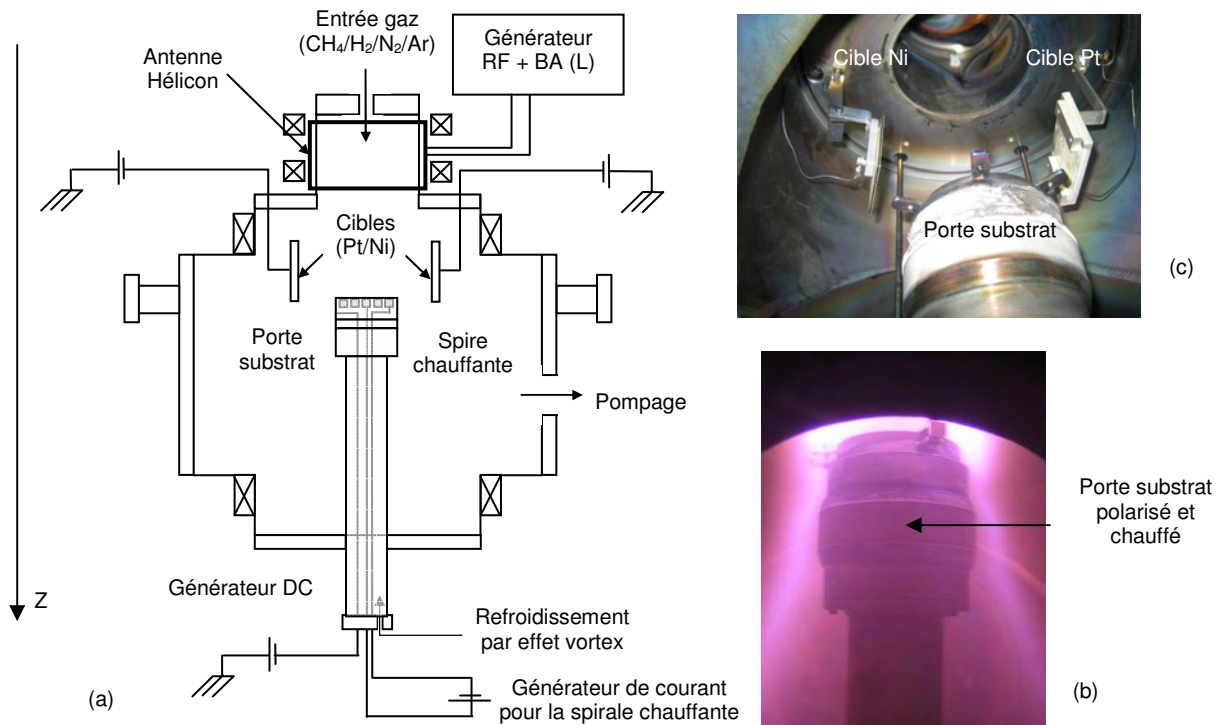 Entrée gaz
(CH₄/H₂/N₂/Ar)
Antenne
Hélicon
Générateur
RF + BA (L)
Cibles
(Pt/Ni)
Porte
substrat
Spire
chauffante
Pompage
Z
Générateur DC
Refroidissement
par effet vortex
Générateur de courant
pour la spirale chauffante
(a)
Cible Ni
Cible Pt
Porte substrat
(c)
Porte substrat
polarisé et
chauffé
(b)